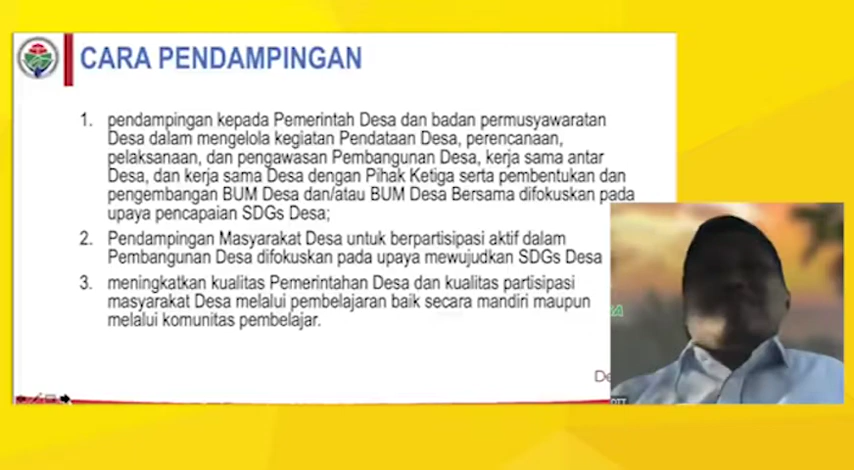 CARA PENDAMPINGAN
1. pendampingan kepada Pemerintah Desa dan badan permusyawaratan
Desa dalam mengelola kegiatan Pendataan Desa, perencanaan,
pelaksanaan, dan pengawasan Pembangunan Desa, kerja sama antar
Desa, dan kerja sama Desa dengan Pihak Ketiga serta pembentukan dan
pengembangan BUM Desa dan/atau BUM Desa Bersama difokuskan pada
upaya pencapaian SDGs Desa;
2. Pendampingan Masyarakat Desa untuk berpartisipasi aktif dalam
Pembangunan Desa difokuskan pada upaya mewujudkan SDGs Desa
3. meningkatkan kualitas Pemerintahan Desa dan kualitas partisipasi
masyarakat Desa melalui pembelajaran baik secara mandiri maupun
melalui komunitas pembelajar.